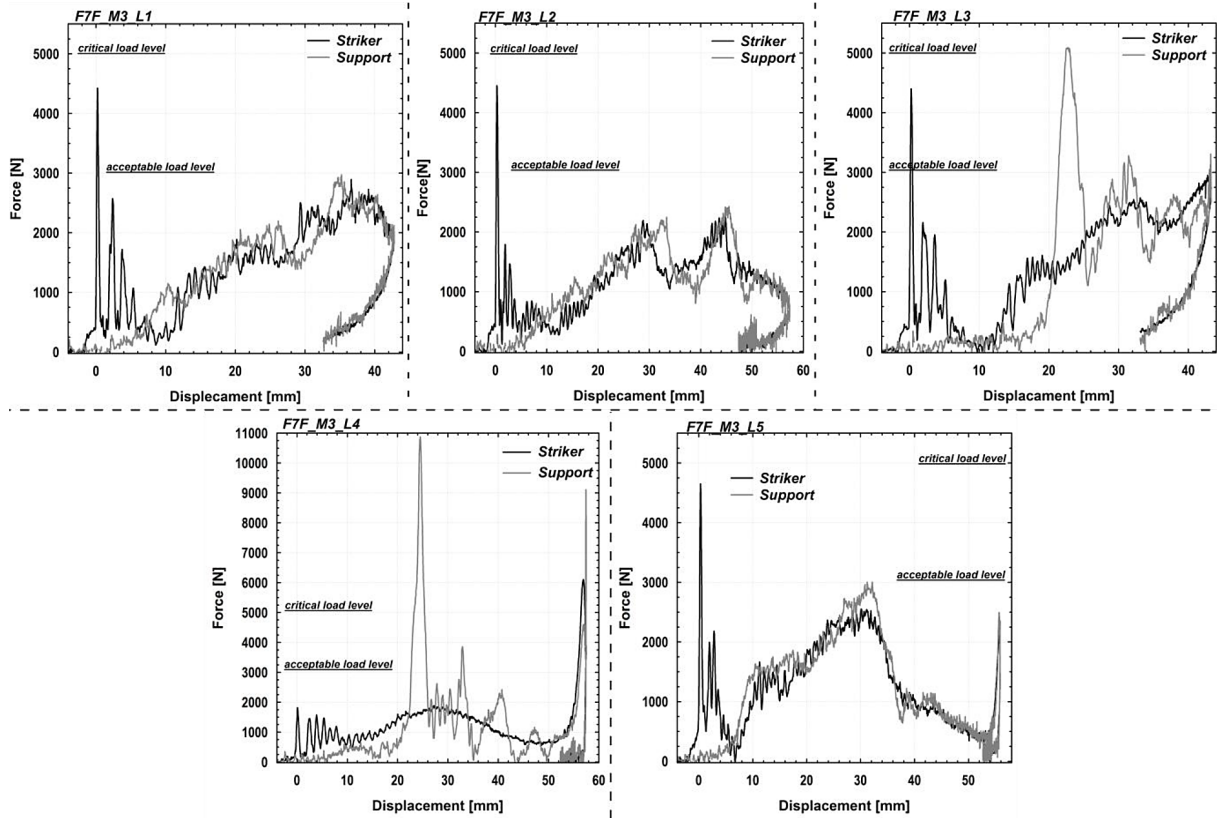 F7F_M3_L1
5000
4000
3000
2000
1000
0
Force [N]
critical load level
acceptable load level
Striker
Support
0 10 20 30 40
Displecament [mm]
F7F_M3_L2
5000
4000
3000
2000
1000
0
Force[N]
critical load level
acceptable load level
Striker
Support
0 10 20 30 40 50 60
Displecament [mm]
F7F_M3_L3
5000
4000
3000
2000
1000
0
Force [N]
critical load level
acceptable load level
Striker
Support
0 10 20 30 40
Displecament [mm]
F7F_M3_L4
11000
10000
9000
8000
7000
6000
5000
4000
3000
2000
1000
0
Force [N]
critical load level
acceptable load level
Striker
Support
0 10 20 30 40 50 60
Displacement [mm]
F7F_M3_L5
5000
4000
3000
2000
1000
0
Force [N]
critical load level
acceptable load level
Striker
Support
0 10 20 30 40 50
Displacement [mm]